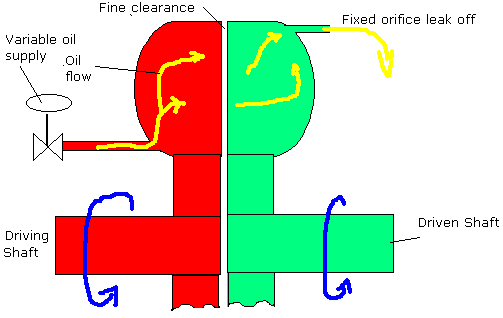 Fine clearance
Fixed orifice leak off
Variable oil
supply
.Oil
flow
Driving
Shaft
Driven Shaft